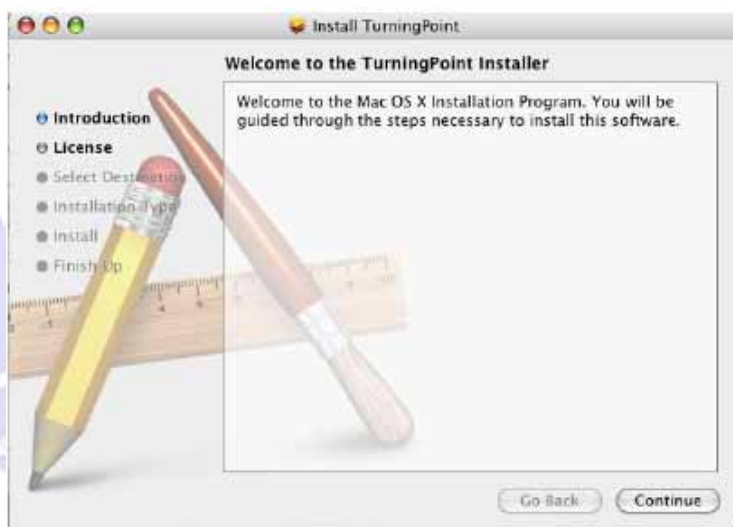 Install TurningPoint
Welcome to the TurningPoint Installer
Introduction
License
Select Destination
Installation Type
Install
Finish Up
Welcome to the Mac OS X Installation Program. You will be
guided through the steps necessary to install this software.
Go Back
Continue